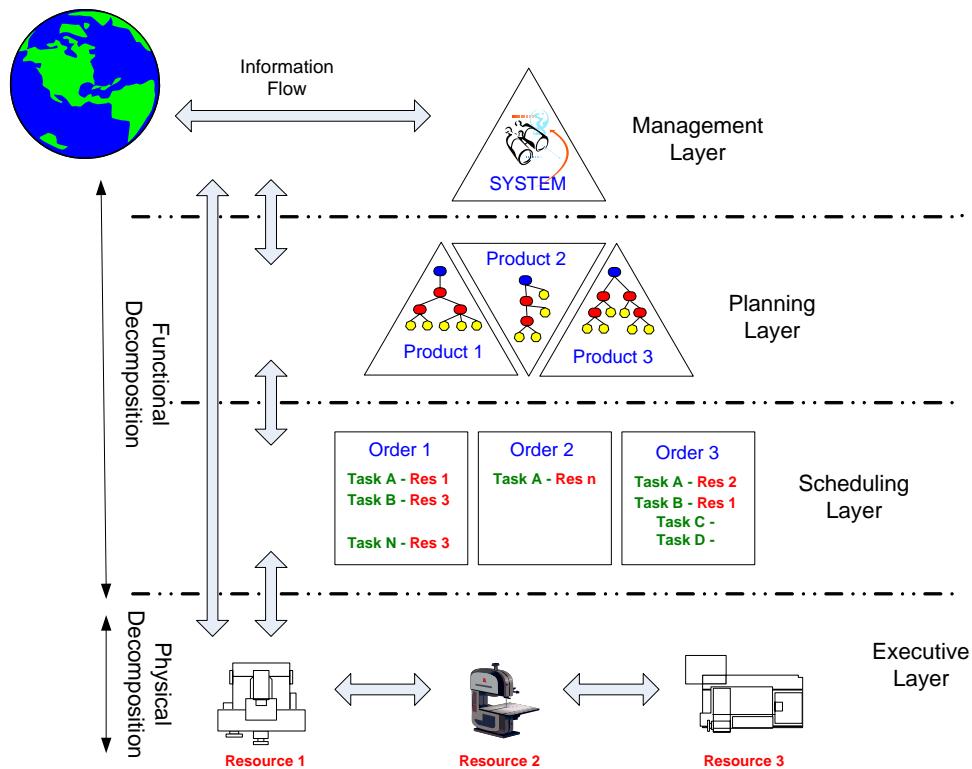 Information
Flow
Management
Layer
SYSTEM
Functional
Decomposition
Product 1
Product 2
Product 3
Planning
Layer
Order 1
Task A - Res 1
Task B - Res 3
Task N - Res 3
Order 2
Task A - Res n
Order 3
Task A - Res 2
Task B - Res 1
Task C -
Task D -
Scheduling
Layer
Physical
Decomposition
Executive
Layer
Resource 1
Resource 2
Resource 3